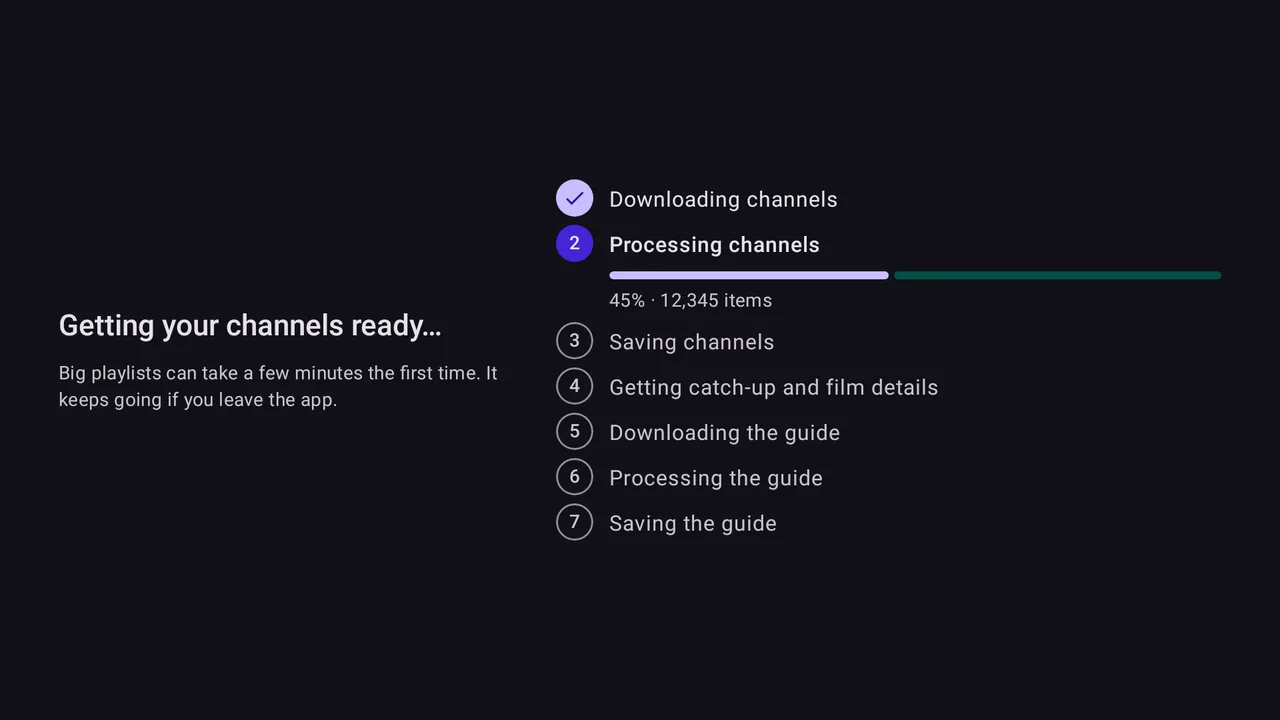 Getting your channels ready…
Big playlists can take a few minutes the first time. It
keeps going if you leave the app.
Downloading channels
2 Processing channels
45% · 12,345 items
3 Saving channels
4 Getting catch-up and film details
5 Downloading the guide
6 Processing the guide
7 Saving the guide